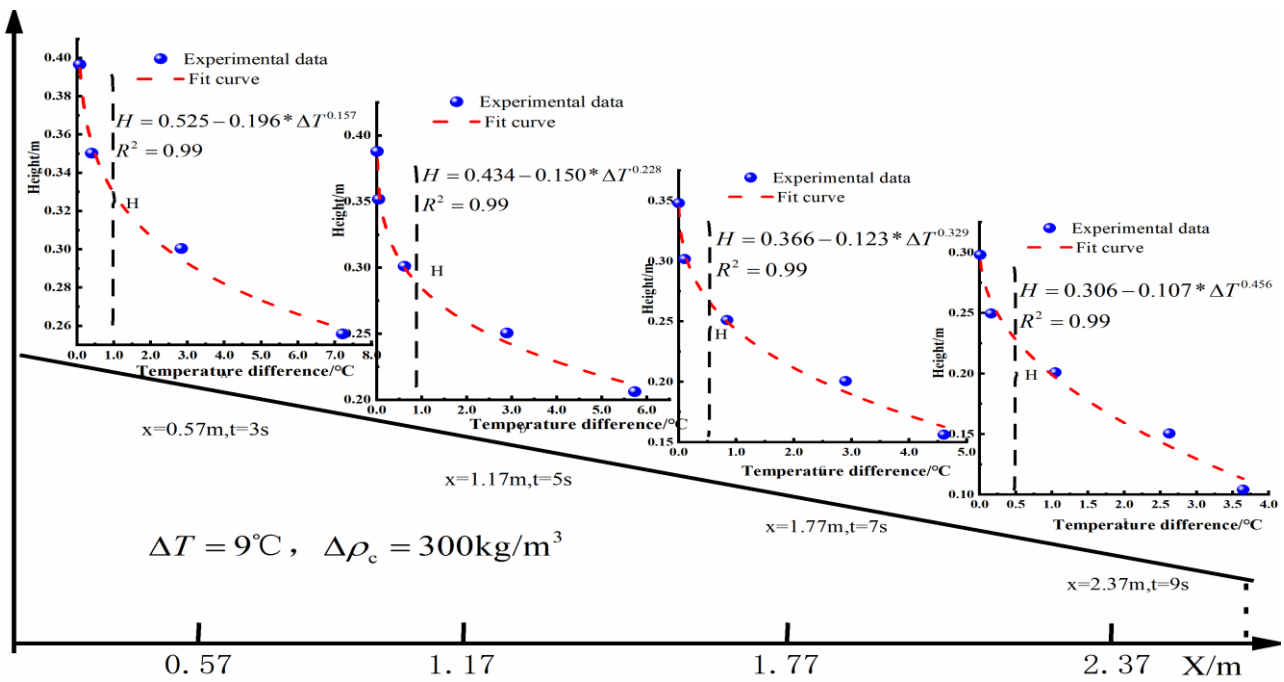 Experimental data
Fit curve
H = 0.525−0.196*ΔT^0.157
R² = 0.99
H
Height/m
0.40
0.38
0.36
0.34
0.32
0.30
0.28
0.26
0.0 1.0 2.0 3.0 4.0 5.0 6.0 7.0 8.0
Temperature difference/°C
x=0.57m,t=3s
Experimental data
Fit curve
H = 0.434−0.150*ΔT^0.228
R² = 0.99
H
Height/m
0.40
0.35
0.30
0.25
0.20
0.0 1.0 2.0 3.0 4.0 5.0 6.0
Temperature difference/°C
x=1.17m,t=5s
Experimental data
Fit curve
H = 0.366−0.123*ΔT^0.329
R² = 0.99
H
Height/m
0.35
0.30
0.25
0.20
0.15
0.0 1.0 2.0 3.0 4.0 5.0
Temperature difference/°C
x=1.77m,t=7s
Experimental data
Fit curve
H = 0.306−0.107*ΔT^0.456
R² = 0.99
H
Height/m
0.30
0.25
0.20
0.15
0.10
0.0 0.5 1.0 1.5 2.0 2.5 3.0 3.5 4.0
Temperature difference/°C
x=2.37m,t=9s
ΔT = 9℃, Δρc = 300kg/m³
0.57 1.17 1.77 2.37 X/m